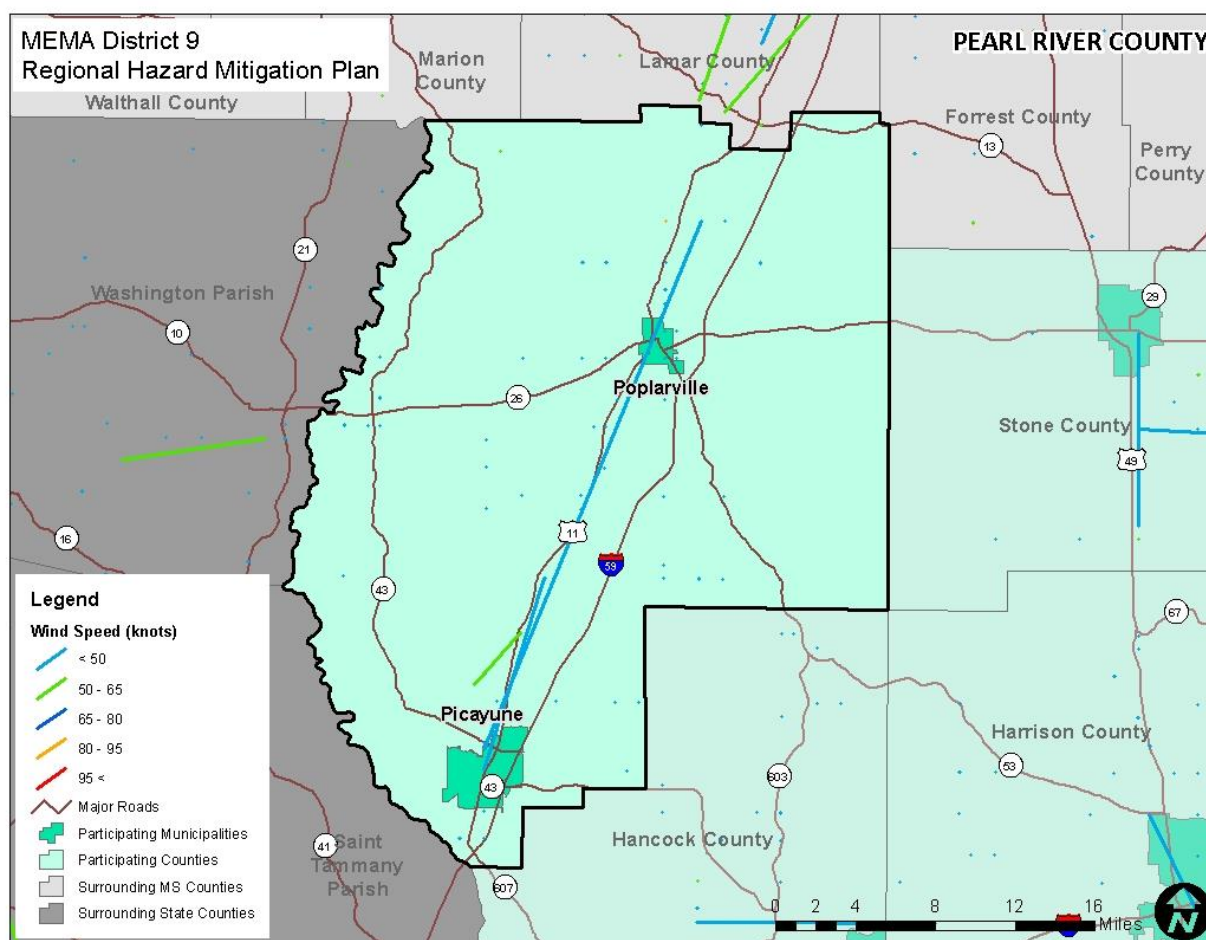 MEMA District 9
Regional Hazard Mitigation Plan
PEARL RIVER COUNTY
Marion
County
Lamar County
Walthall County
Forrest County
13
Perry
County
21
Washington Parish
10
29
26
Poplarville
Stone County
49
11
16
59
43
67
Picayune
Harrison County
53
603
43
Hancock County
41
Saint
Tammany
Parish
607
Legend
Wind Speed (knots)
< 50
50 - 65
65 - 80
80 - 95
95 <
Major Roads
Participating Municipalities
Participating Counties
Surrounding MS Counties
Surrounding State Counties
0 2 4 8 12 16
Miles
N